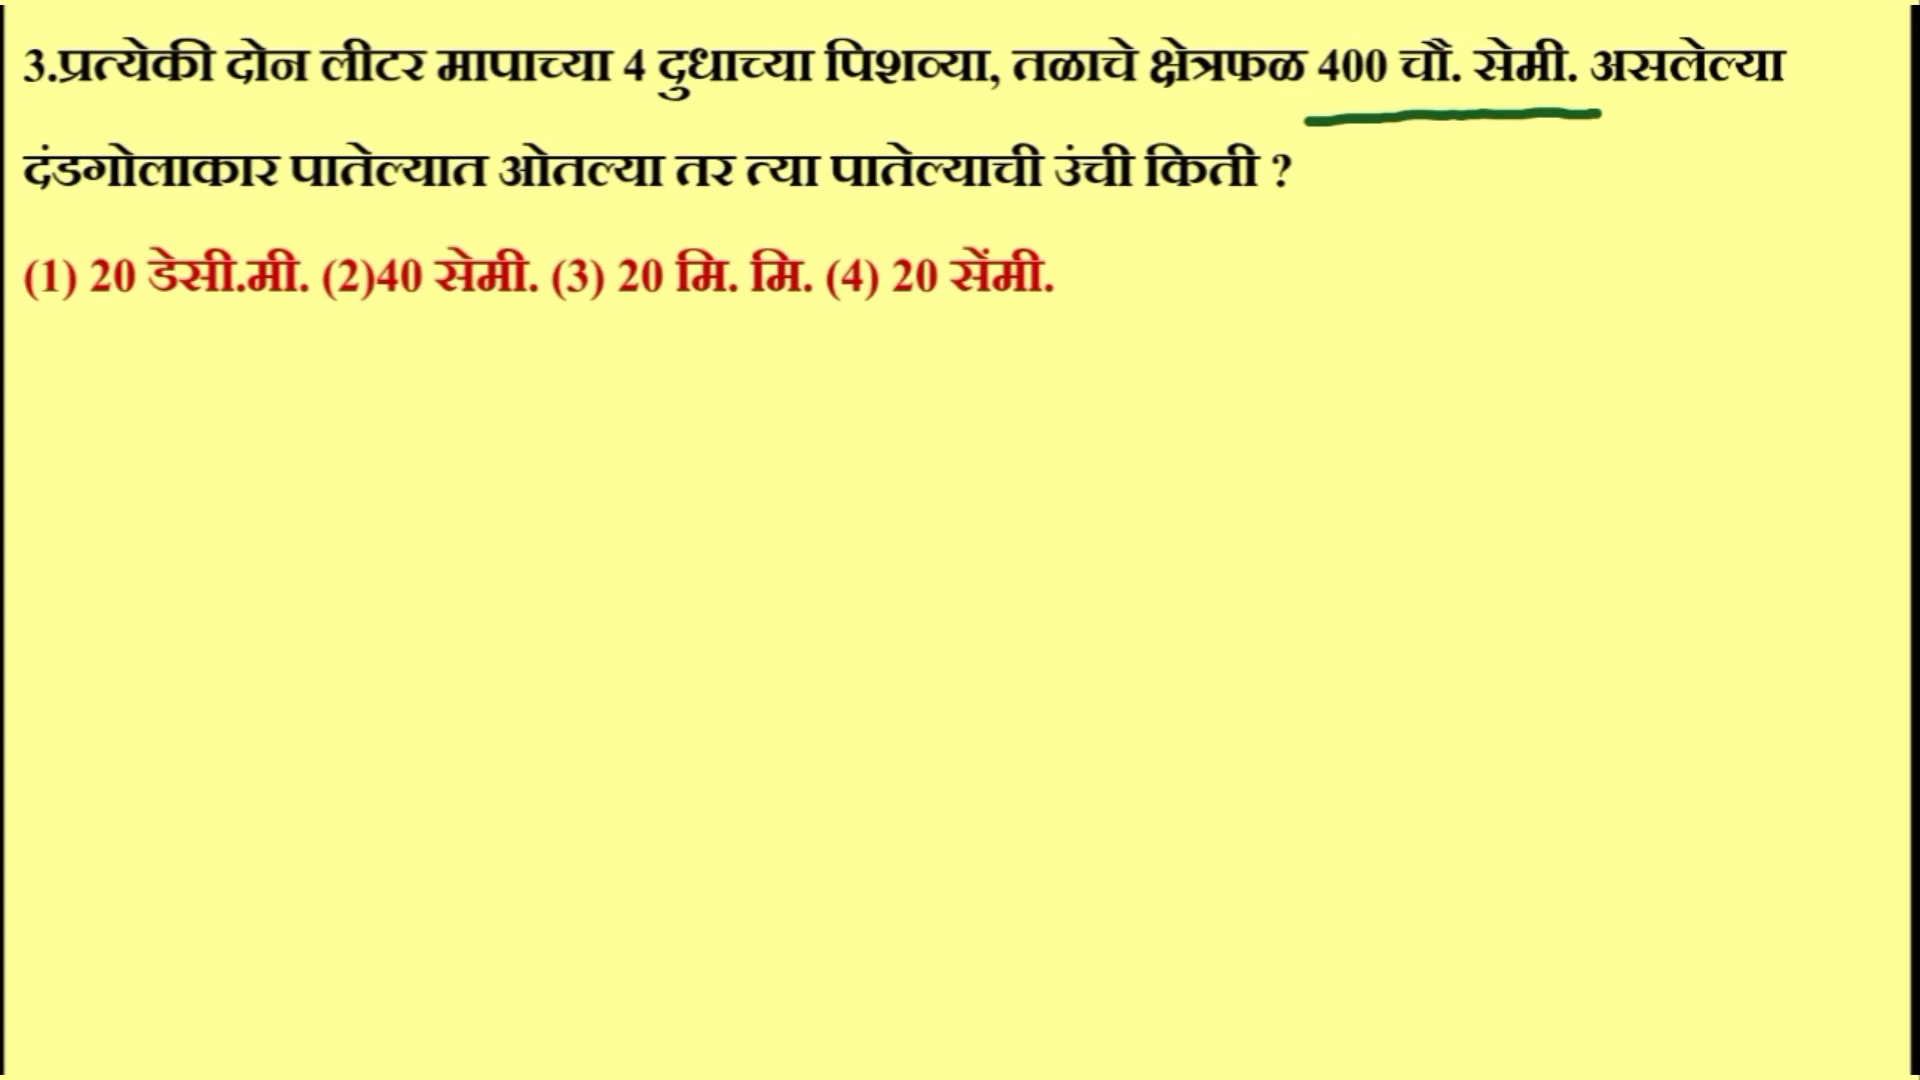 3.प्रत्येकी दोन लीटर मापाच्या 4 दुधाच्या पिशव्या, तळाचे क्षेत्रफळ 400 चौ. सेमी. असलेल्या
दंडगोलाकार पातेल्यात ओतल्या तर त्या पातेल्याची उंची किती ?
(1) 20 डेसी.मी. (2)40 सेमी. (3) 20 मि. मि. (4) 20 सेंमी.